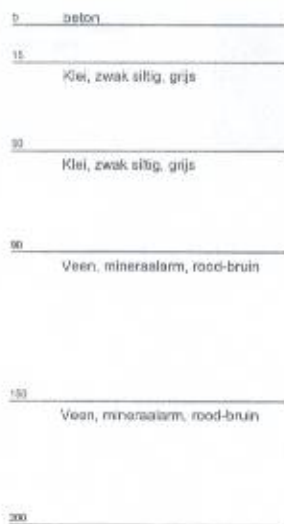 0 beton
15
Klei, zwak siltig, grijs
50
Klei, zwak siltig, grijs
90
Veen, mineraalarm, rood-bruin
150
Veen, mineraalarm, rood-bruin
200